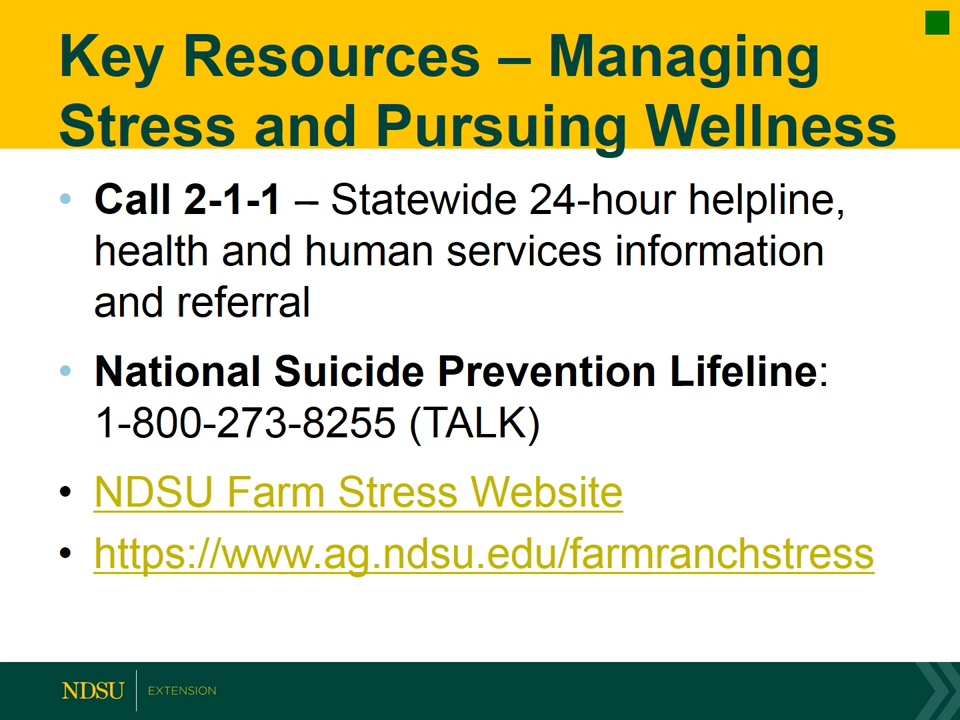 Key Resources – Managing
Stress and Pursuing Wellness
• Call 2-1-1 – Statewide 24-hour helpline,
health and human services information
and referral
• National Suicide Prevention Lifeline:
1-800-273-8255 (TALK)
• NDSU Farm Stress Website
• https://www.ag.ndsu.edu/farmranchstress
NDSU EXTENSION